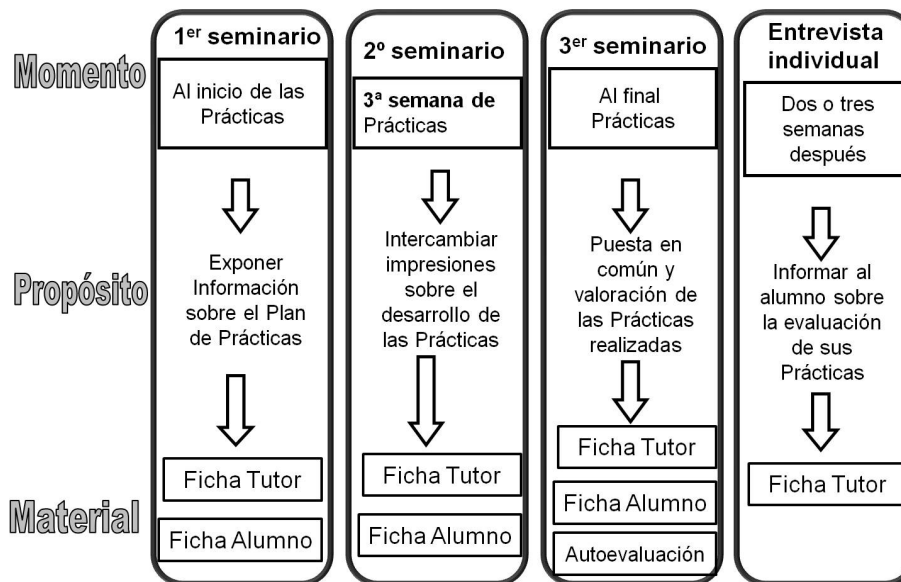 Momento
1er seminario
Al inicio de las
Prácticas
Exponer
Información
sobre el Plan
de Prácticas
Ficha Tutor
Ficha Alumno
2º seminario
3ª semana de
Prácticas
Intercambiar
impresiones
sobre el
desarrollo de
las Prácticas
Ficha Tutor
Ficha Alumno
3er seminario
Al final
Prácticas
Puesta en
común y
valoración de
las Prácticas
realizadas
Ficha Tutor
Ficha Alumno
Autoevaluación
Entrevista
individual
Dos o tres
semanas
después
Informar al
alumno sobre
la evaluación
de sus
Prácticas
Ficha Tutor
Propósito
Material